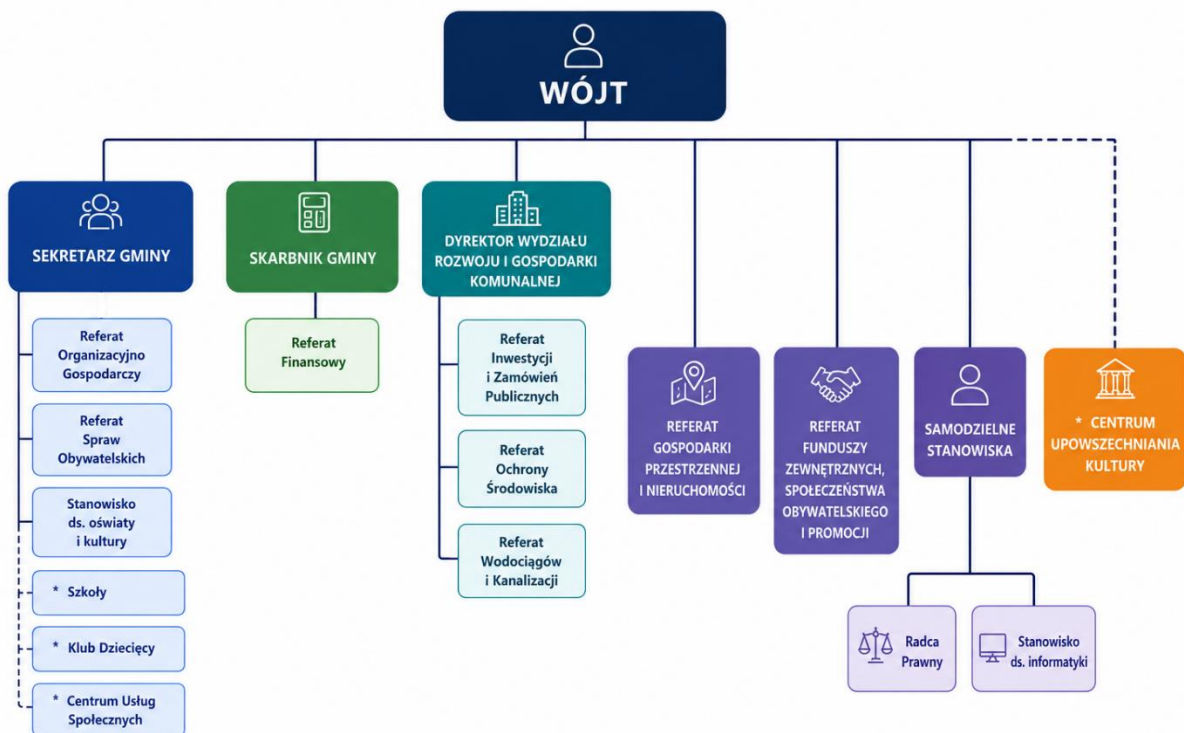 WÓJT
SEKRETARZ GMINY
SKARBNIK GMINY
DYREKTOR WYDZIAŁU
ROZWOJU I GOSPODARKI
KOMUNALNEJ
Referat
Organizacyjno
Gospodarczy
Referat
Spraw
Obywatelskich
Stanowisko
ds. oświaty
i kultury
* Szkoły
* Klub Dziecięcy
* Centrum Usług
Społecznych
Referat
Finansowy
Referat
Inwestycji
i Zamówień
Publicznych
Referat
Ochrony
Środowiska
Referat
Wodociągów
i Kanalizacji
REFERAT
GOSPODARKI
PRZESTRZENNEJ
I NIERUCHOMOŚCI
REFERAT
FUNDUSZY
ZEWNĘTRZNYCH,
SPOŁECZEŃSTWA
OBYWATELSKIEGO
I PROMOCJI
SAMODZIELNE
STANOWISKA
* CENTRUM
UPOWSZECHNIANIA
KULTURY
Radca
Prawny
Stanowisko
ds. informatyki